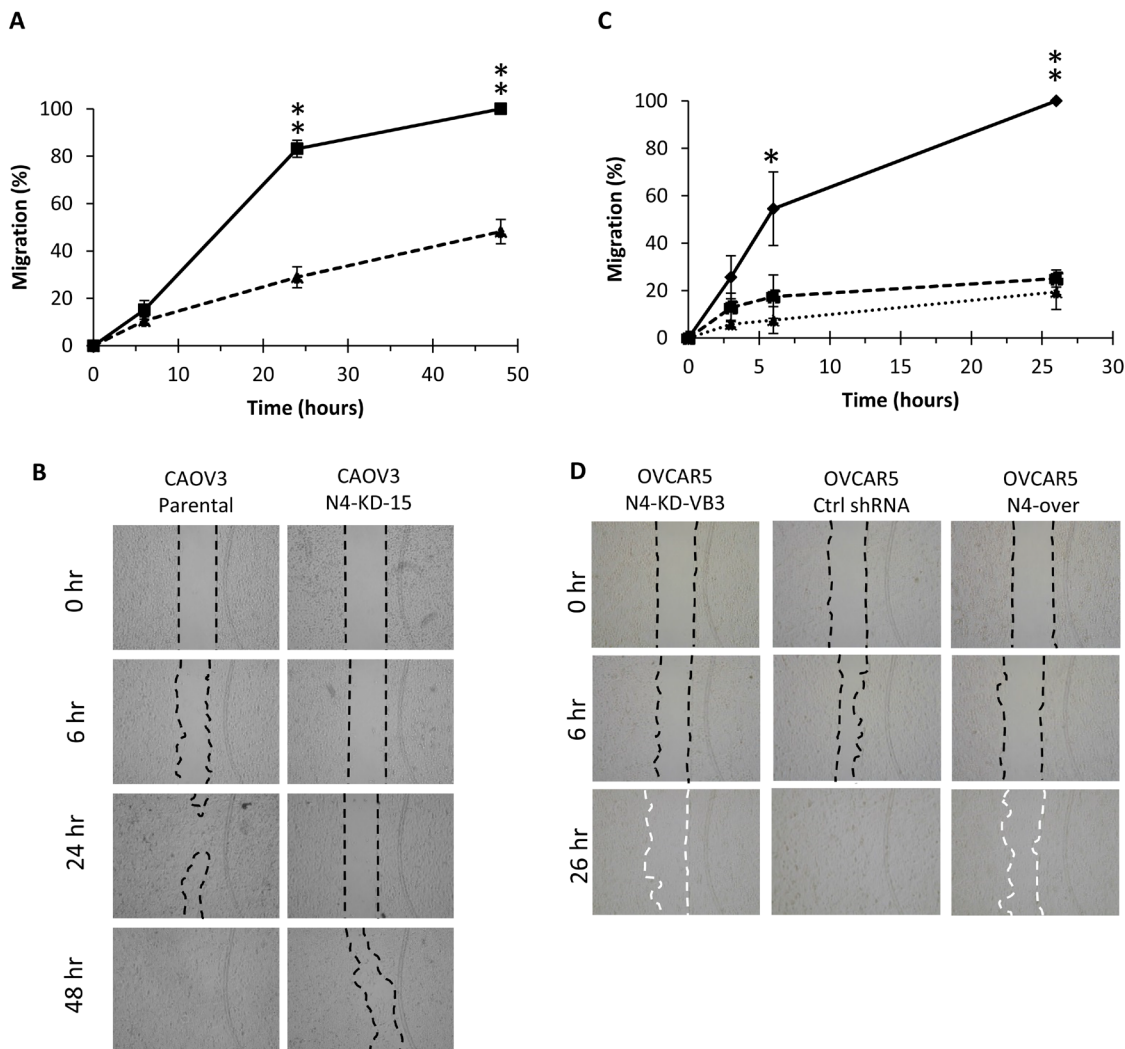 A
*
*
*
*
100
80
60
40
20
0
Migration (%)
0 10 20 30 40 50
Time (hours)
C
*
*
*
100
80
60
40
20
0
Migration (%)
0 5 10 15 20 25 30
Time (hours)
B
CAOV3
Parental
CAOV3
N4-KD-15
0 hr
6 hr
24 hr
48 hr
D
OVCAR5
N4-KD-VB3
OVCAR5
Ctrl shRNA
OVCAR5
N4-over
0 hr
6 hr
26 hr